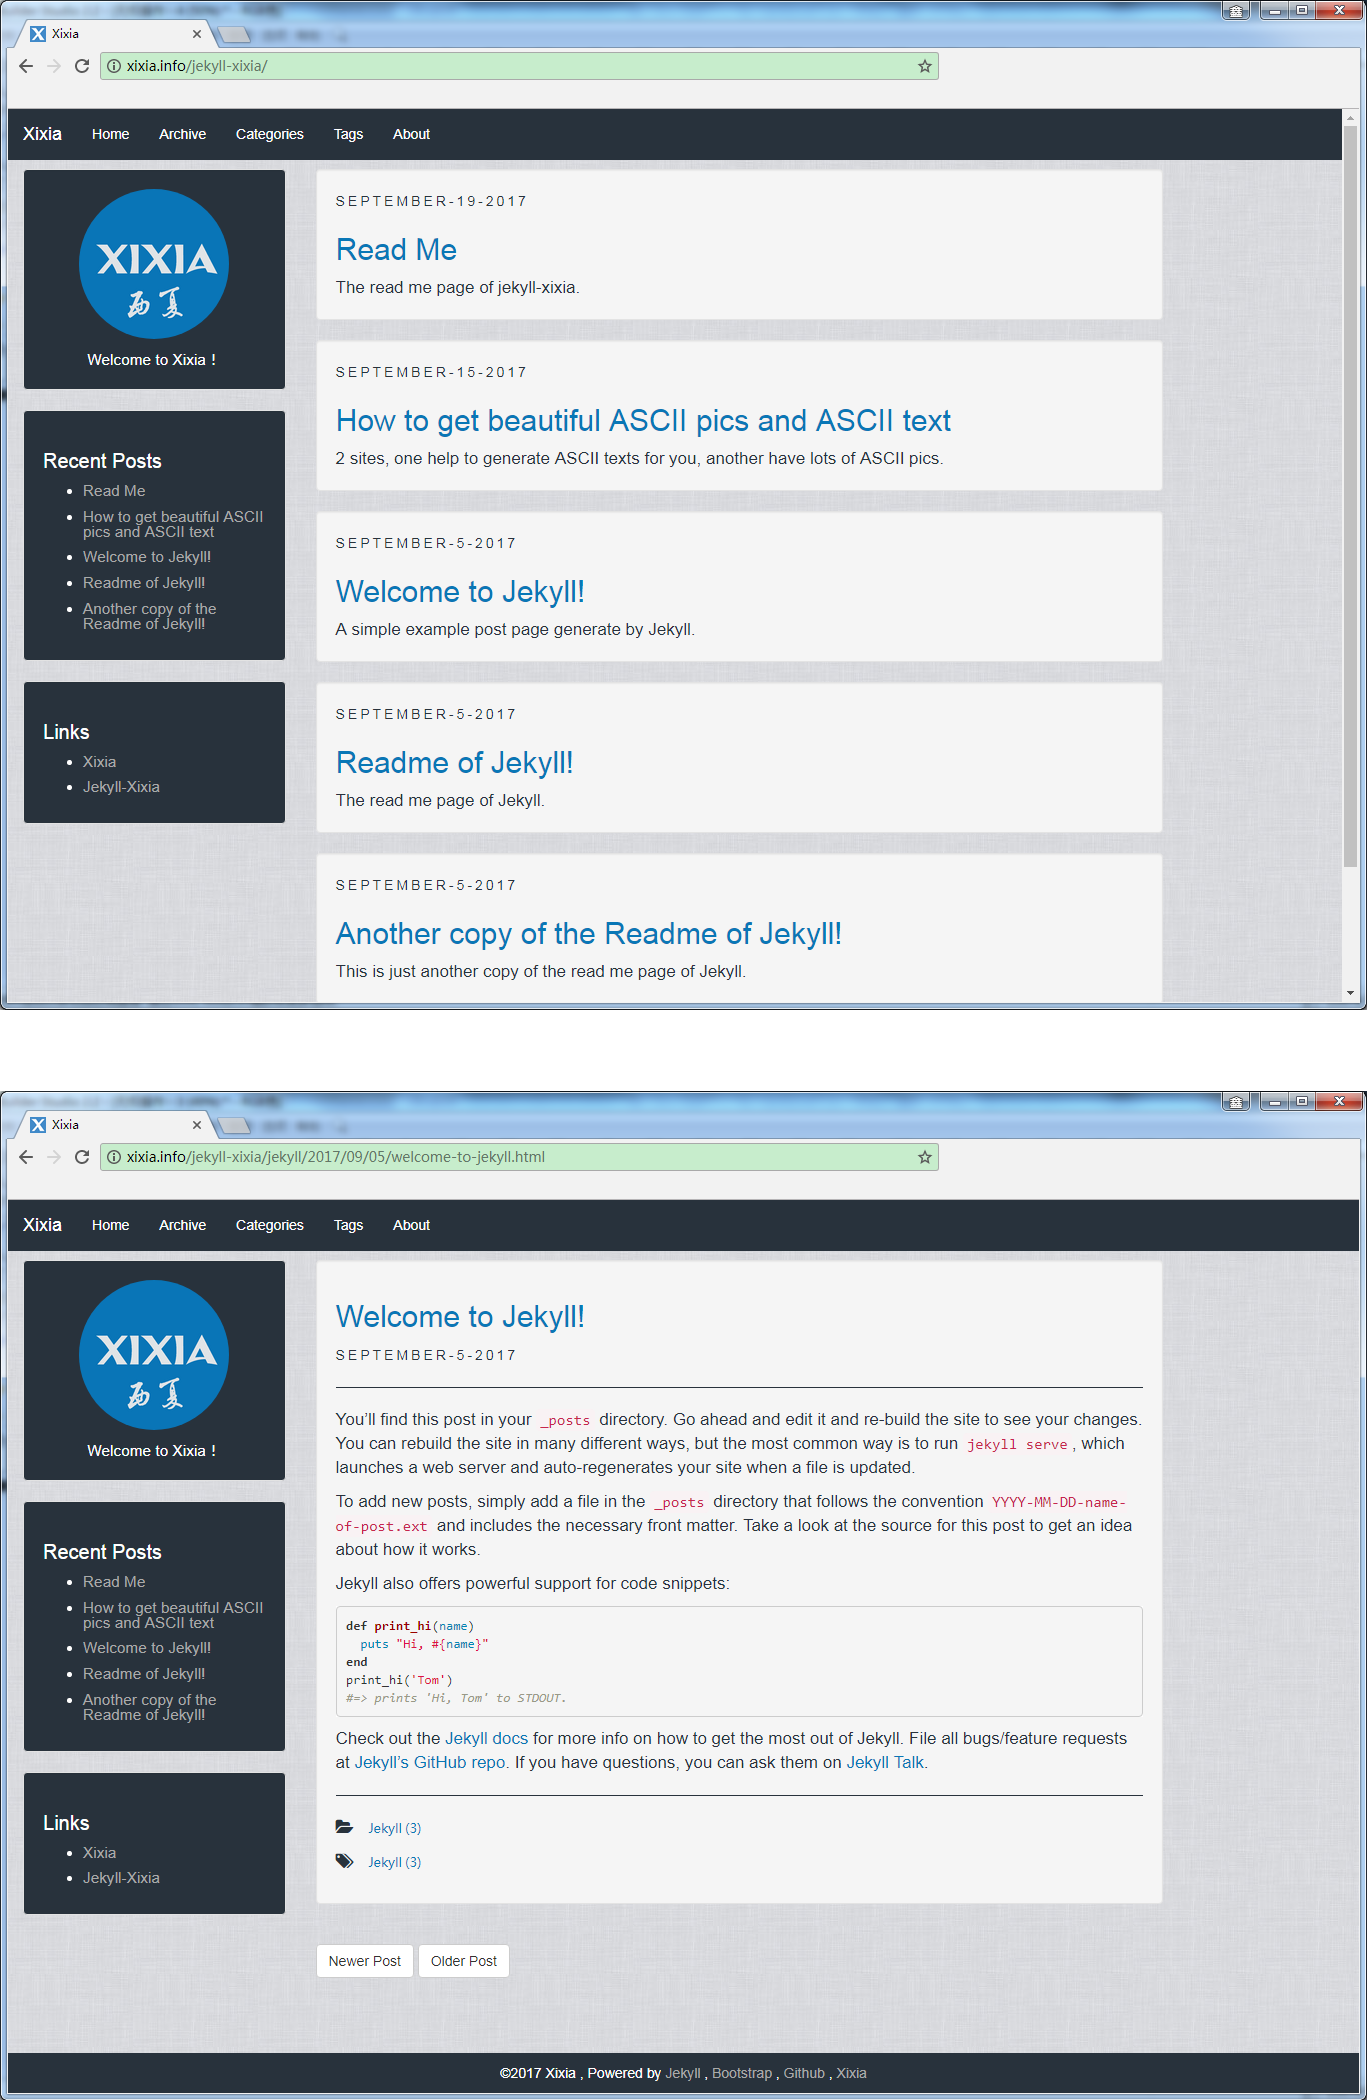 Xixia
xixia.info/jekyll-xixia/
Xixia Home Archive Categories Tags About
XIXIA
西夏
Welcome to Xixia !
Recent Posts
Read Me
How to get beautiful ASCII
pics and ASCII text
Welcome to Jekyll!
Readme of Jekyll!
Another copy of the
Readme of Jekyll!
Links
Xixia
Jekyll-Xixia
SEPTEMBER-19-2017
Read Me
The read me page of jekyll-xixia.
SEPTEMBER-15-2017
How to get beautiful ASCII pics and ASCII text
2 sites, one help to generate ASCII texts for you, another have lots of ASCII pics.
SEPTEMBER-5-2017
Welcome to Jekyll!
A simple example post page generate by Jekyll.
SEPTEMBER-5-2017
Readme of Jekyll!
The read me page of Jekyll.
SEPTEMBER-5-2017
Another copy of the Readme of Jekyll!
This is just another copy of the read me page of Jekyll.
Xixia
xixia.info/jekyll-xixia/jekyll/2017/09/05/welcome-to-jekyll.html
Xixia Home Archive Categories Tags About
XIXIA
西夏
Welcome to Xixia !
Recent Posts
Read Me
How to get beautiful ASCII
pics and ASCII text
Welcome to Jekyll!
Readme of Jekyll!
Another copy of the
Readme of Jekyll!
Links
Xixia
Jekyll-Xixia
Welcome to Jekyll!
SEPTEMBER-5-2017
You’ll find this post in your _posts directory. Go ahead and edit it and re-build the site to see your changes.
You can rebuild the site in many different ways, but the most common way is to run jekyll serve, which
launches a web server and auto-regenerates your site when a file is updated.
To add new posts, simply add a file in the _posts directory that follows the convention YYYY-MM-DD-name-
of-post.ext and includes the necessary front matter. Take a look at the source for this post to get an idea
about how it works.
Jekyll also offers powerful support for code snippets:
def print_hi(name)
puts "Hi, #{name}"
end
print_hi('Tom')
#=> prints 'Hi, Tom' to STDOUT.
Check out the Jekyll docs for more info on how to get the most out of Jekyll. File all bugs/feature requests
at Jekyll’s GitHub repo. If you have questions, you can ask them on Jekyll Talk.
Jekyll (3)
Jekyll (3)
Newer Post Older Post
©2017 Xixia , Powered by Jekyll , Bootstrap , Github , Xixia